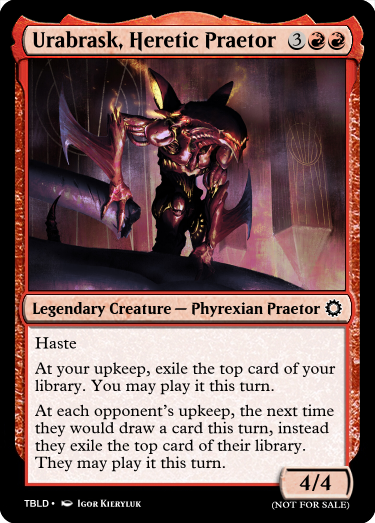 Urabrask, Heretic Praetor 3
Legendary Creature — Phyrexian Praetor
Haste
At your upkeep, exile the top card of your
library. You may play it this turn.
At each opponent's upkeep, the next time
they would draw a card this turn, instead
they exile the top card of their library.
They may play it this turn.
4/4
TBLD • Igor Kieryluk
(NOT FOR SALE)